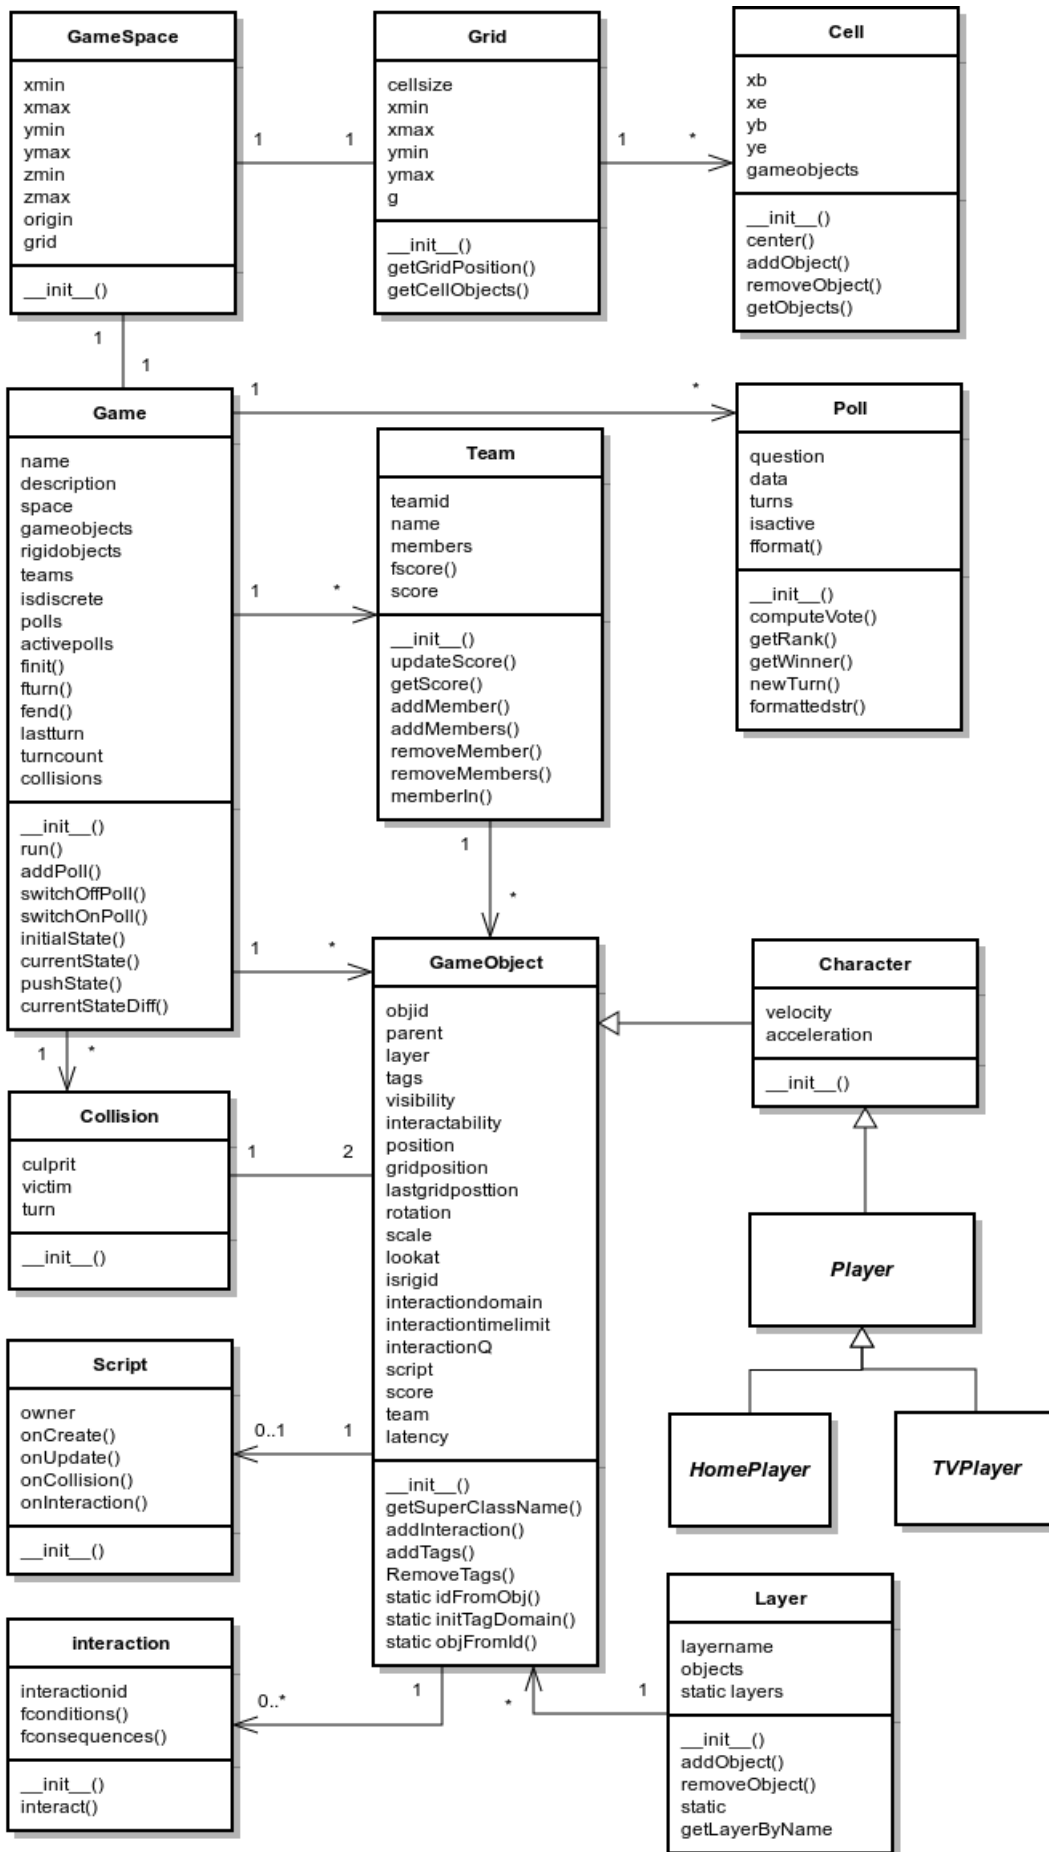 GameSpace
xmin
xmax
ymin
ymax
zmin
zmax
origin
grid
__init__()
1
1
Grid
cellsize
xmin
xmax
ymin
ymax
g
__init__()
getGridPosition()
getCellObjects()
1
*
Cell
xb
xe
yb
ye
gameobjects
__init__()
center()
addObject()
removeObject()
getObjects()
1
1
Game
name
description
space
gameobjects
rigidobjects
teams
isdiscrete
polls
activepolls
finit()
fturn()
fend()
lastturn
turncount
collisions
__init__()
run()
addPoll()
switchOffPoll()
switchOnPoll()
initialState()
currentState()
pushState()
currentStateDiff()
1
*
Poll
question
data
turns
isactive
fformat()
__init__()
computeVote()
getRank()
getWinner()
newTurn()
formattedstr()
1
*
Team
teamid
name
members
fscore()
score
__init__()
updateScore()
getScore()
addMember()
addMembers()
removeMember()
removeMembers()
memberIn()
1
*
1
*
GameObject
objid
parent
layer
tags
visibility
interactability
position
gridposition
lastgridposttion
rotation
scale
lookat
isrigid
interactiondomain
interactiontimelimit
interactionQ
script
score
team
latency
__init__()
getSuperClassName()
addInteraction()
addTags()
RemoveTags()
static idFromObj()
static initTagDomain()
static objFromId()
Character
velocity
acceleration
__init__()
Player
HomePlayer
TVPlayer
1
*
Collision
culprit
victim
turn
__init__()
1
2
Script
owner
onCreate()
onUpdate()
onCollision()
onInteraction()
__init__()
0..1
1
interaction
interactionid
fconditions()
fconsequences()
__init__()
interact()
0..*
1
*
1
Layer
layername
objects
static layers
__init__()
addObject()
removeObject()
static
getLayerByName